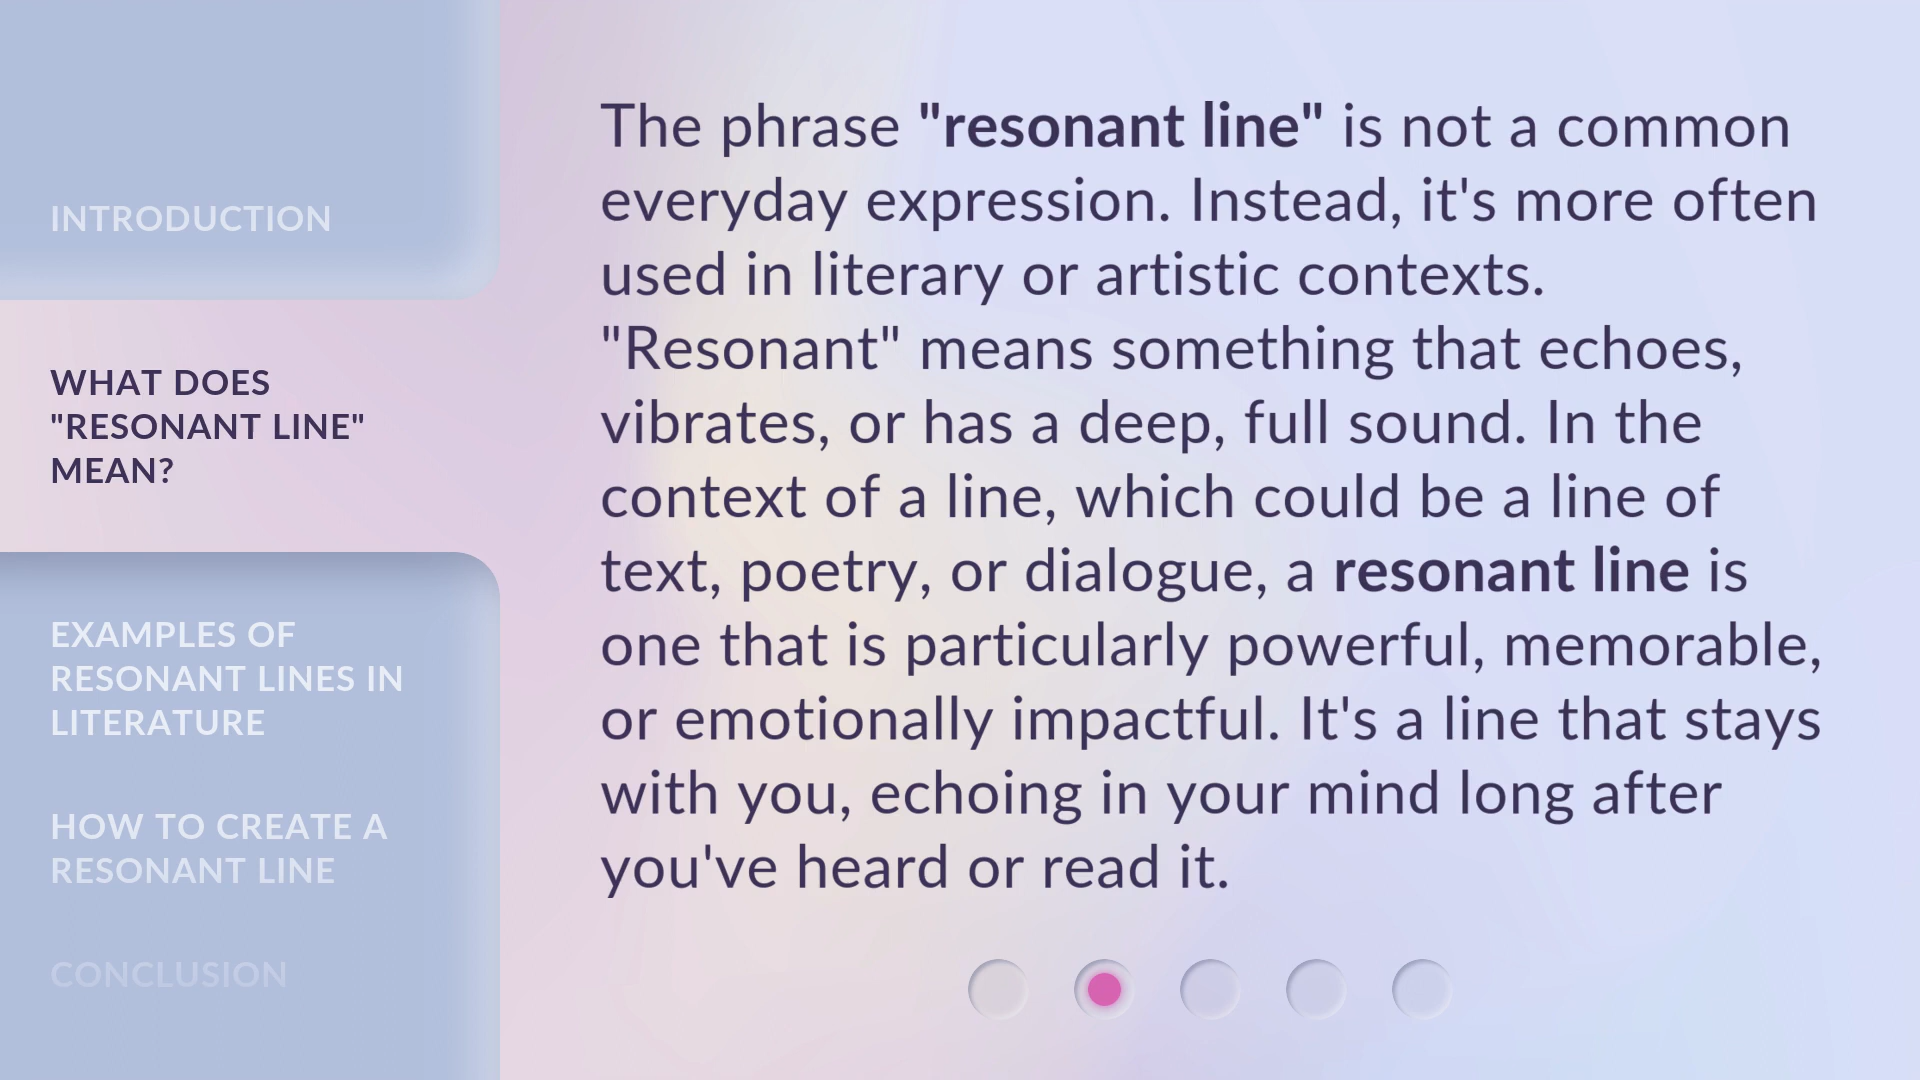 INTRODUCTION
WHAT DOES
"RESONANT LINE"
MEAN?
EXAMPLES OF
RESONANT LINES IN
LITERATURE
HOW TO CREATE A
RESONANT LINE
CONCLUSION
The phrase "resonant line" is not a common
everyday expression. Instead, it's more often
used in literary or artistic contexts.
"Resonant" means something that echoes,
vibrates, or has a deep, full sound. In the
context of a line, which could be a line of
text, poetry, or dialogue, a resonant line is
one that is particularly powerful, memorable,
or emotionally impactful. It's a line that stays
with you, echoing in your mind long after
you've heard or read it.